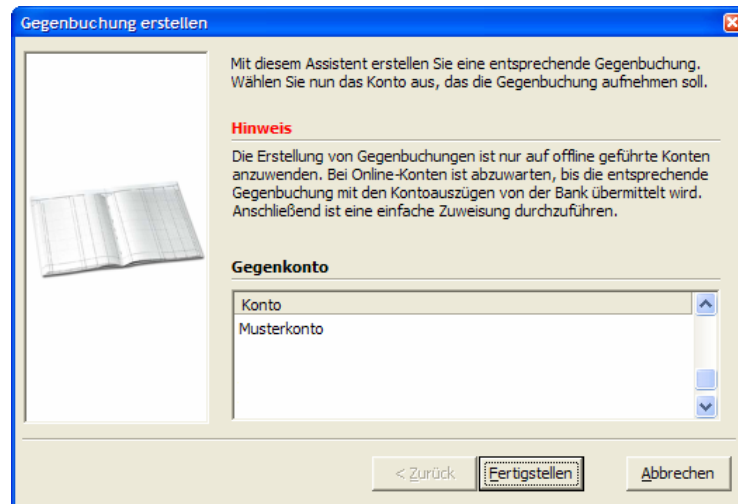 Gegenbuchung erstellen
Mit diesem Assistent erstellen Sie eine entsprechende Gegenbuchung.
Wählen Sie nun das Konto aus, das die Gegenbuchung aufnehmen soll.
Hinweis
Die Erstellung von Gegenbuchungen ist nur auf offline geführte Konten
anzuwenden. Bei Online-Konten ist abzuwarten, bis die entsprechende
Gegenbuchung mit den Kontoauszügen von der Bank übermittelt wird.
Anschließend ist eine einfache Zuweisung durchzuführen.
Gegenkonto
Konto
Musterkonto
< Zurück Fertigstellen Abbrechen